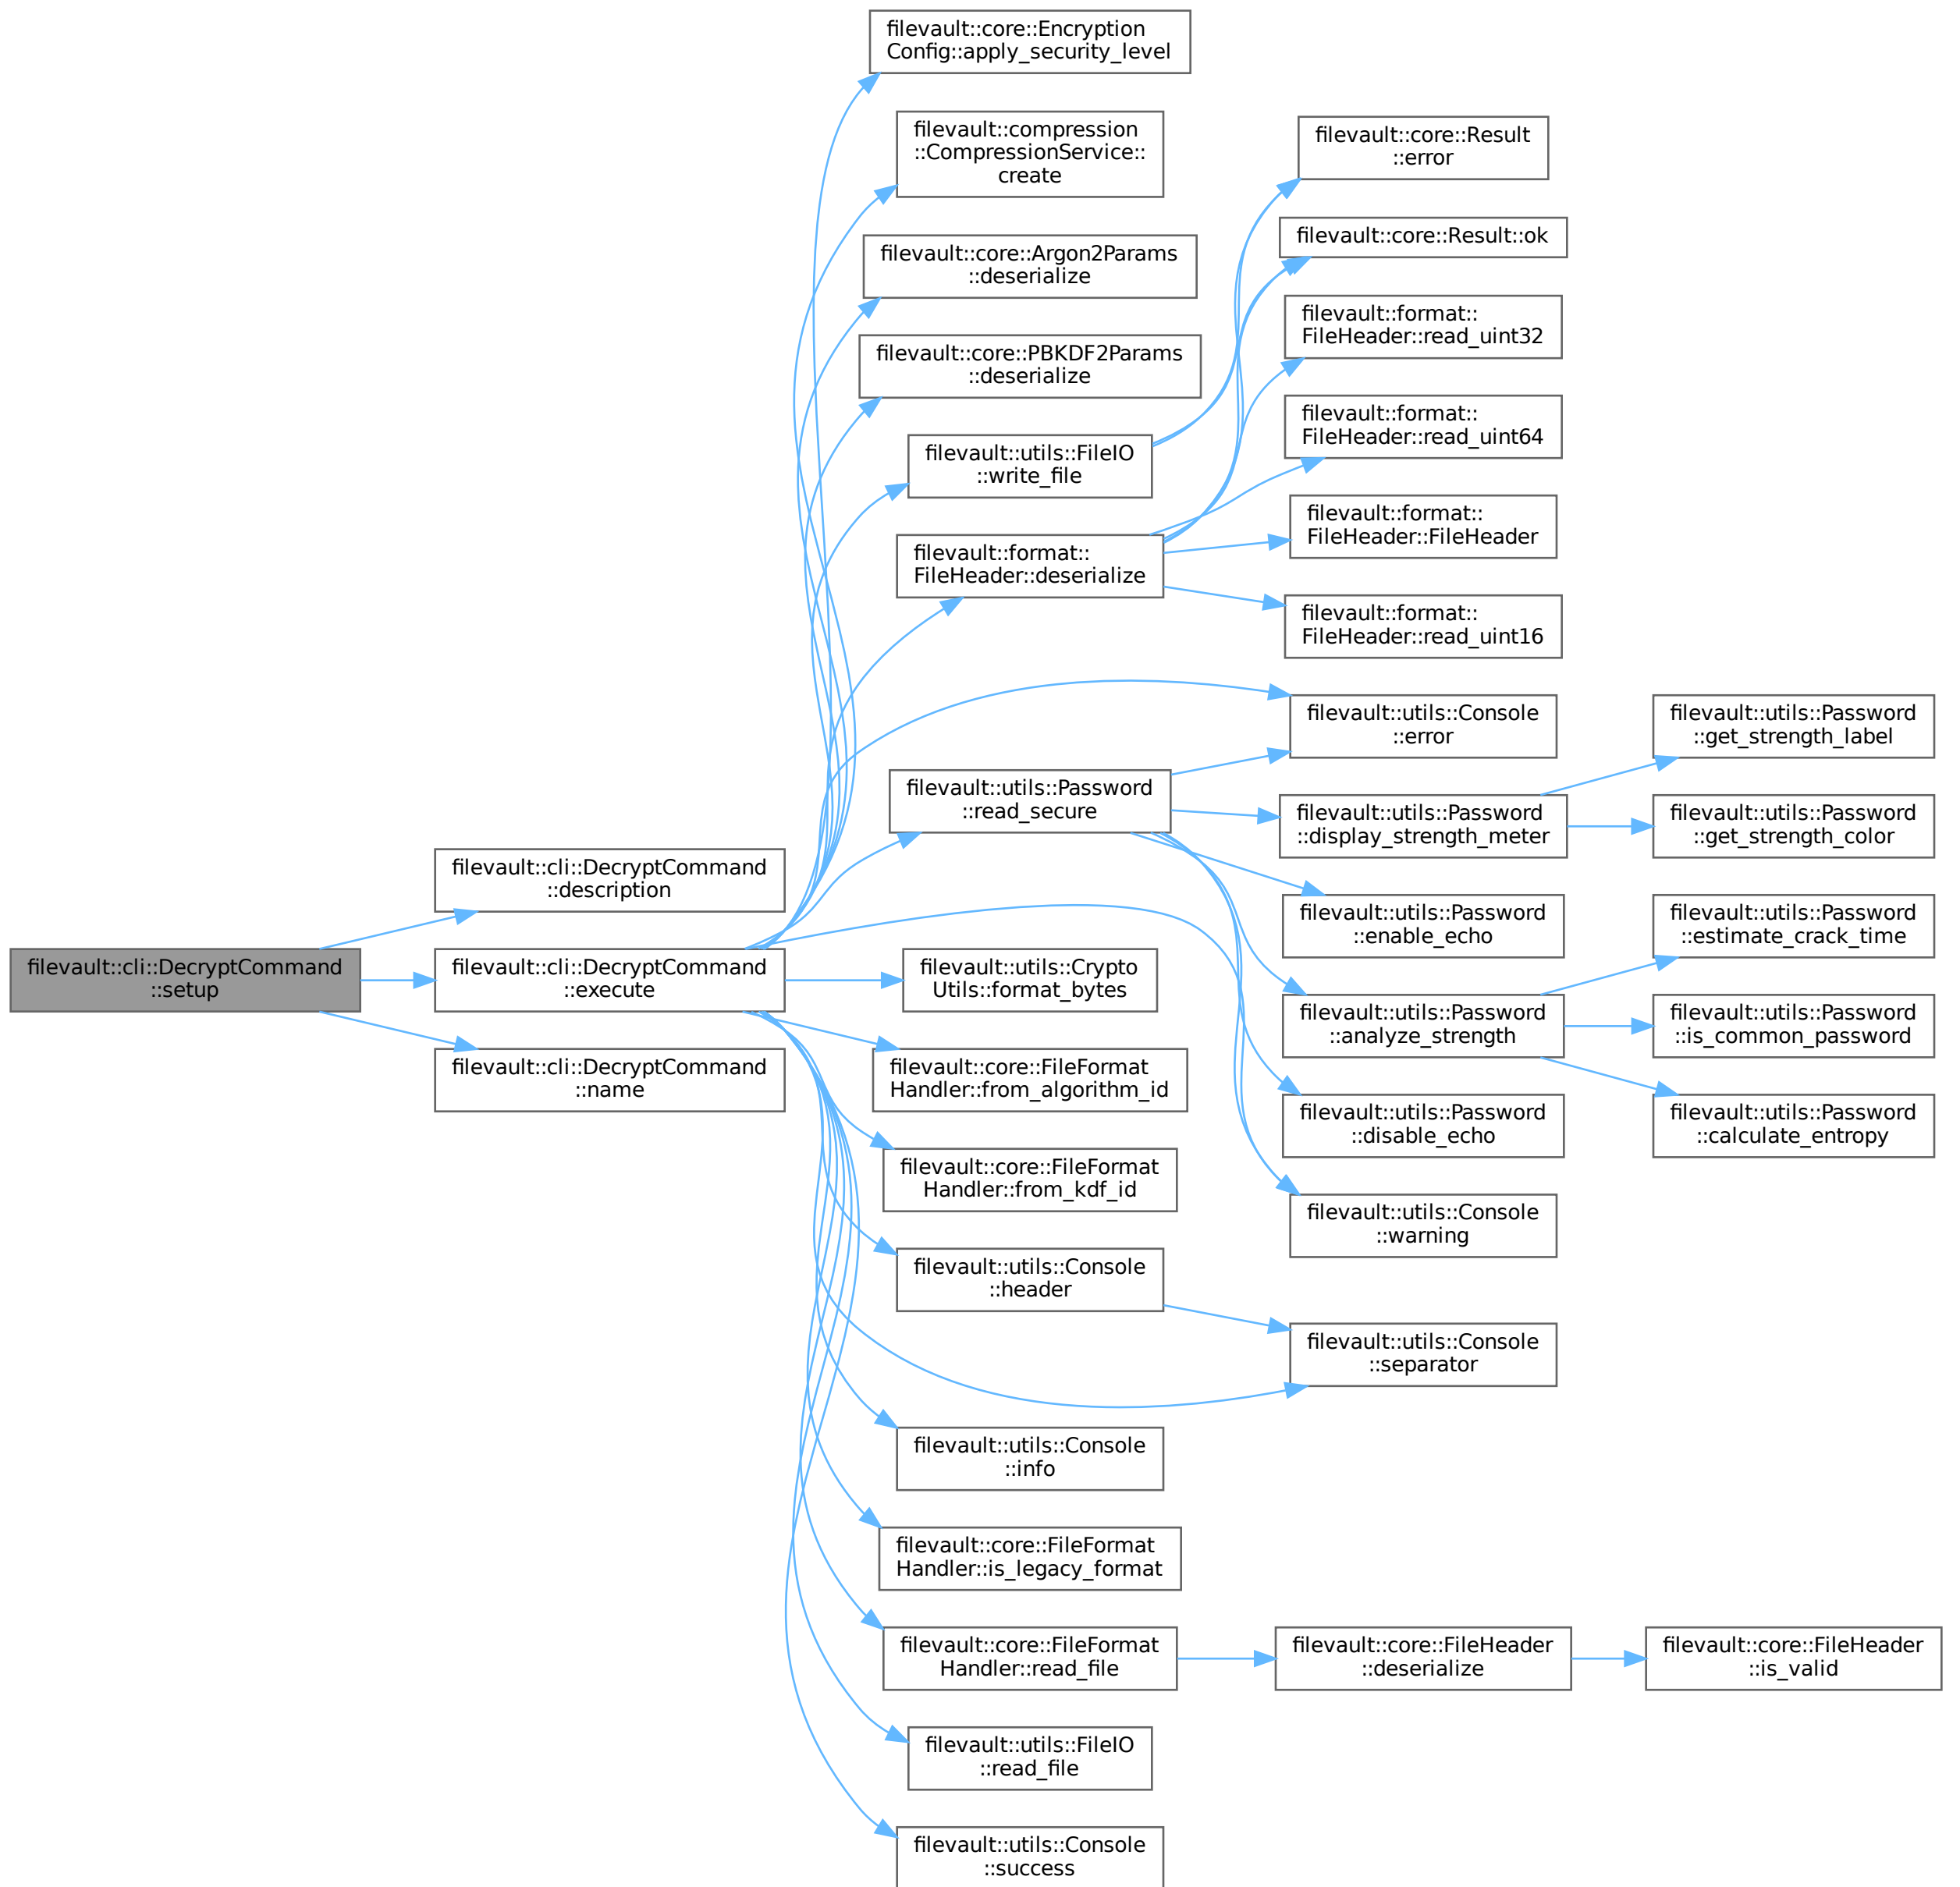 filevault::cli::DecryptCommand
::setup
filevault::cli::DecryptCommand
::description
filevault::cli::DecryptCommand
::execute
filevault::cli::DecryptCommand
::name
filevault::core::Encryption
Config::apply_security_level
filevault::compression
::CompressionService::
create
filevault::core::Argon2Params
::deserialize
filevault::core::PBKDF2Params
::deserialize
filevault::utils::FileIO
::write_file
filevault::format::
FileHeader::deserialize
filevault::utils::Password
::read_secure
filevault::utils::Crypto
Utils::format_bytes
filevault::core::FileFormat
Handler::from_algorithm_id
filevault::core::FileFormat
Handler::from_kdf_id
filevault::utils::Console
::header
filevault::utils::Console
::info
filevault::core::FileFormat
Handler::is_legacy_format
filevault::core::FileFormat
Handler::read_file
filevault::utils::FileIO
::read_file
filevault::utils::Console
::success
filevault::core::Result
::error
filevault::core::Result::ok
filevault::format::
FileHeader::read_uint32
filevault::format::
FileHeader::read_uint64
filevault::format::
FileHeader::FileHeader
filevault::format::
FileHeader::read_uint16
filevault::utils::Console
::error
filevault::utils::Password
::display_strength_meter
filevault::utils::Password
::enable_echo
filevault::utils::Password
::analyze_strength
filevault::utils::Password
::disable_echo
filevault::utils::Console
::warning
filevault::utils::Console
::separator
filevault::core::FileHeader
::deserialize
filevault::utils::Password
::get_strength_label
filevault::utils::Password
::get_strength_color
filevault::utils::Password
::estimate_crack_time
filevault::utils::Password
::is_common_password
filevault::utils::Password
::calculate_entropy
filevault::core::FileHeader
::is_valid